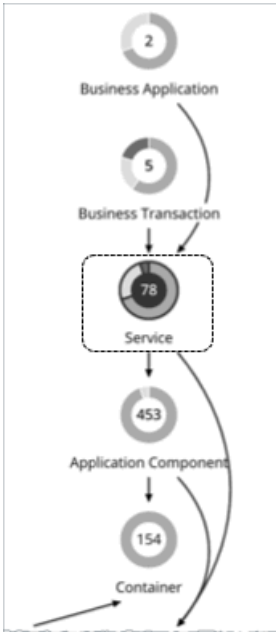 2
Business Application
5
Business Transaction
78
Service
453
Application Component
154
Container